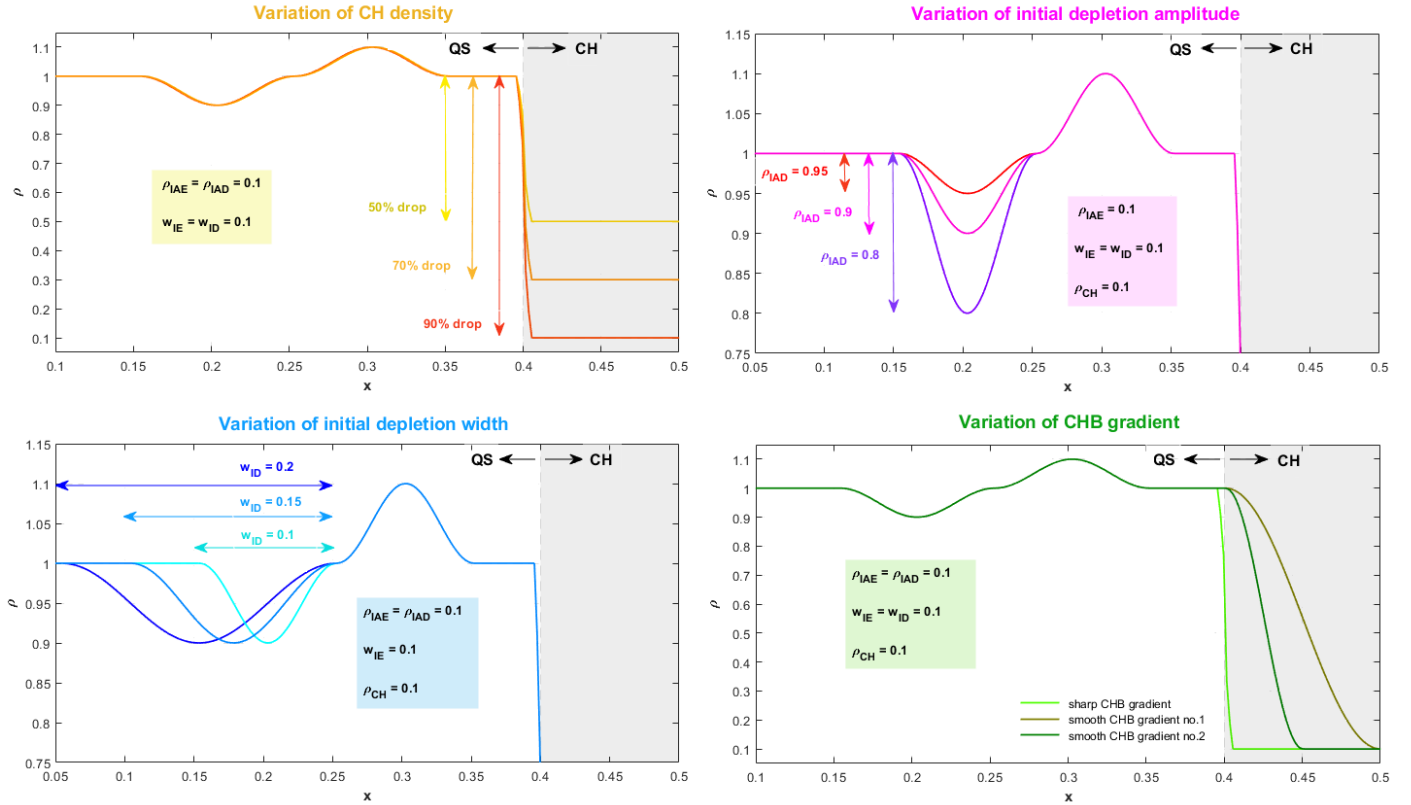 Variation of CH density
QS CH
1.1
1
0.9
0.8
0.7
0.6
0.5
0.4
0.3
0.2
0.1
ρ
ρIAE = ρIAD = 0.1
wIE = wID = 0.1
50% drop
70% drop
90% drop
0.1 0.15 0.2 0.25 0.3 0.35 0.4 0.45 0.5
x
Variation of initial depletion amplitude
QS CH
1.15
1.1
1.05
1
0.95
0.9
0.85
0.8
0.75
ρ
ρIAD = 0.95
ρIAD = 0.9
ρIAD = 0.8
ρIAE = 0.1
wIE = wID = 0.1
ρCH = 0.1
0.05 0.1 0.15 0.2 0.25 0.3 0.35 0.4 0.45 0.5
x
Variation of initial depletion width
QS CH
1.15
1.1
1.05
1
0.95
0.9
0.85
0.8
0.75
ρ
wID = 0.2
wID = 0.15
wID = 0.1
ρIAE = ρIAD = 0.1
wIE = 0.1
ρCH = 0.1
0.05 0.1 0.15 0.2 0.25 0.3 0.35 0.4 0.45 0.5
x
Variation of CHB gradient
QS CH
1.1
1
0.9
0.8
0.7
0.6
0.5
0.4
0.3
0.2
0.1
ρ
ρIAE = ρIAD = 0.1
wIE = wID = 0.1
ρCH = 0.1
sharp CHB gradient
smooth CHB gradient no.1
smooth CHB gradient no.2
0.1 0.15 0.2 0.25 0.3 0.35 0.4 0.45 0.5
x